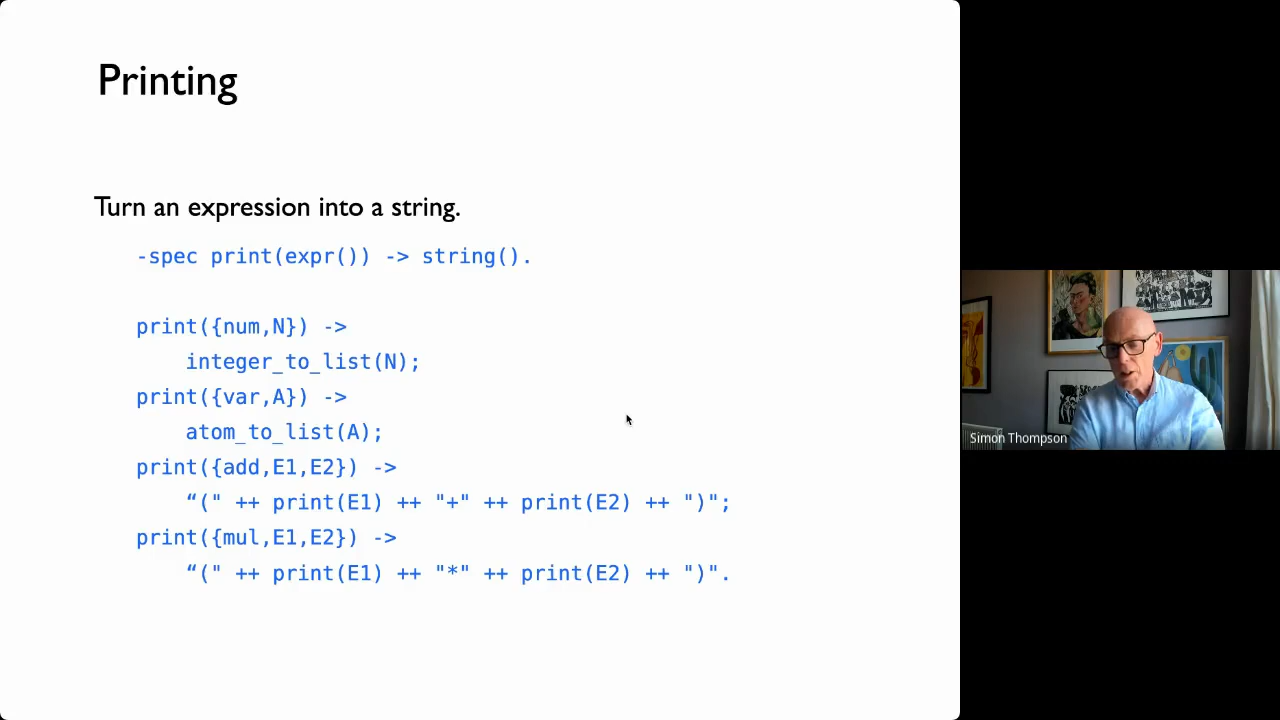 Printing
Turn an expression into a string.
-spec print(expr()) -> string().
print({num,N}) ->
integer_to_list(N);
print({var,A}) ->
atom_to_list(A);
print({add,E1,E2}) ->
“(" ++ print(E1) ++ "+" ++ print(E2) ++ ")";
print({mul,E1,E2}) ->
“(" ++ print(E1) ++ "*" ++ print(E2) ++ ")".
Simon Thompson